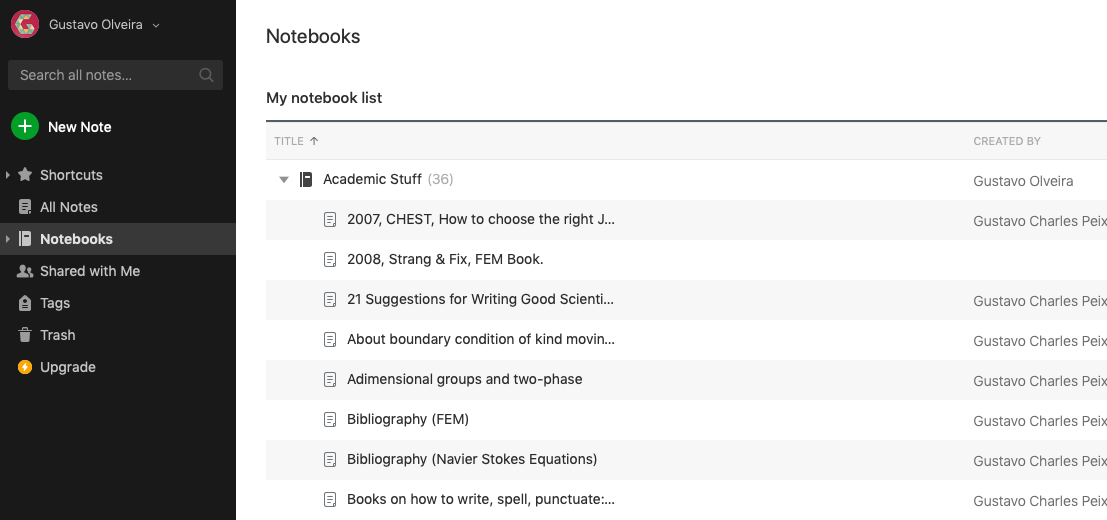 Gustavo Olveira
Search all notes...
New Note
Shortcuts
All Notes
Notebooks
Shared with Me
Tags
Trash
Upgrade
Notebooks
My notebook list
TITLE CREATED BY
Academic Stuff (36) Gustavo Olveira
2007, CHEST, How to choose the right J... Gustavo Charles Peix
2008, Strang & Fix, FEM Book.
21 Suggestions for Writing Good Scienti... Gustavo Charles Peix
About boundary condition of kind movin... Gustavo Charles Peix
Adimensional groups and two-phase Gustavo Charles Peix
Bibliography (FEM) Gustavo Charles Peix
Bibliography (Navier Stokes Equations) Gustavo Charles Peix
Books on how to write, spell, punctuate:... Gustavo Charles Peix